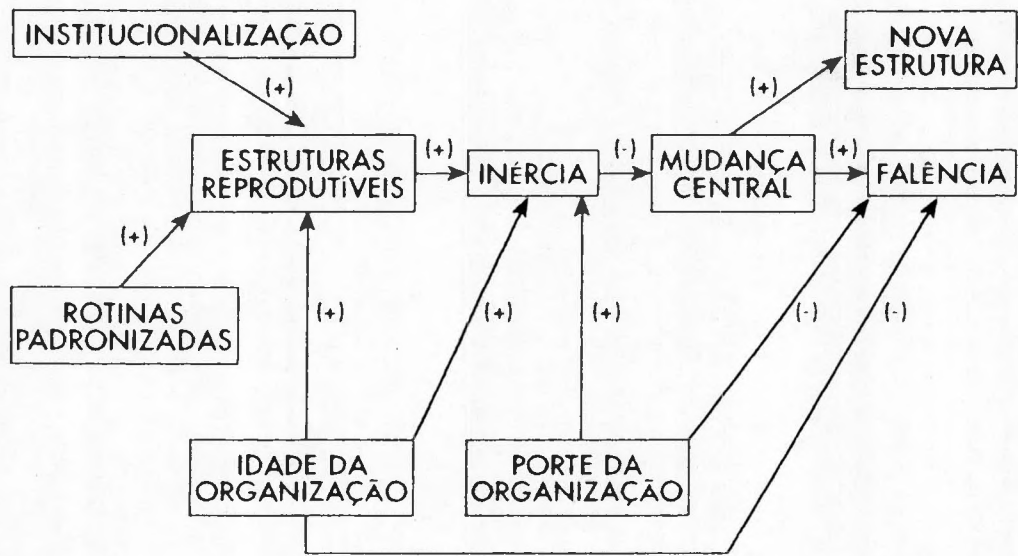 INSTITUCIONALIZAÇÃO
NOVA
ESTRUTURA
(+)
(+)
ESTRUTURAS
REPRODUTÍVEIS
(+)
INÉRCIA
(-)
MUDANÇA
CENTRAL
(+)
FALÊNCIA
(+)
ROTINAS
PADRONIZADAS
(+)
(+)
(+)
(-)
(-)
IDADE DA
ORGANIZAÇÃO
PORTE DA
ORGANIZAÇÃO